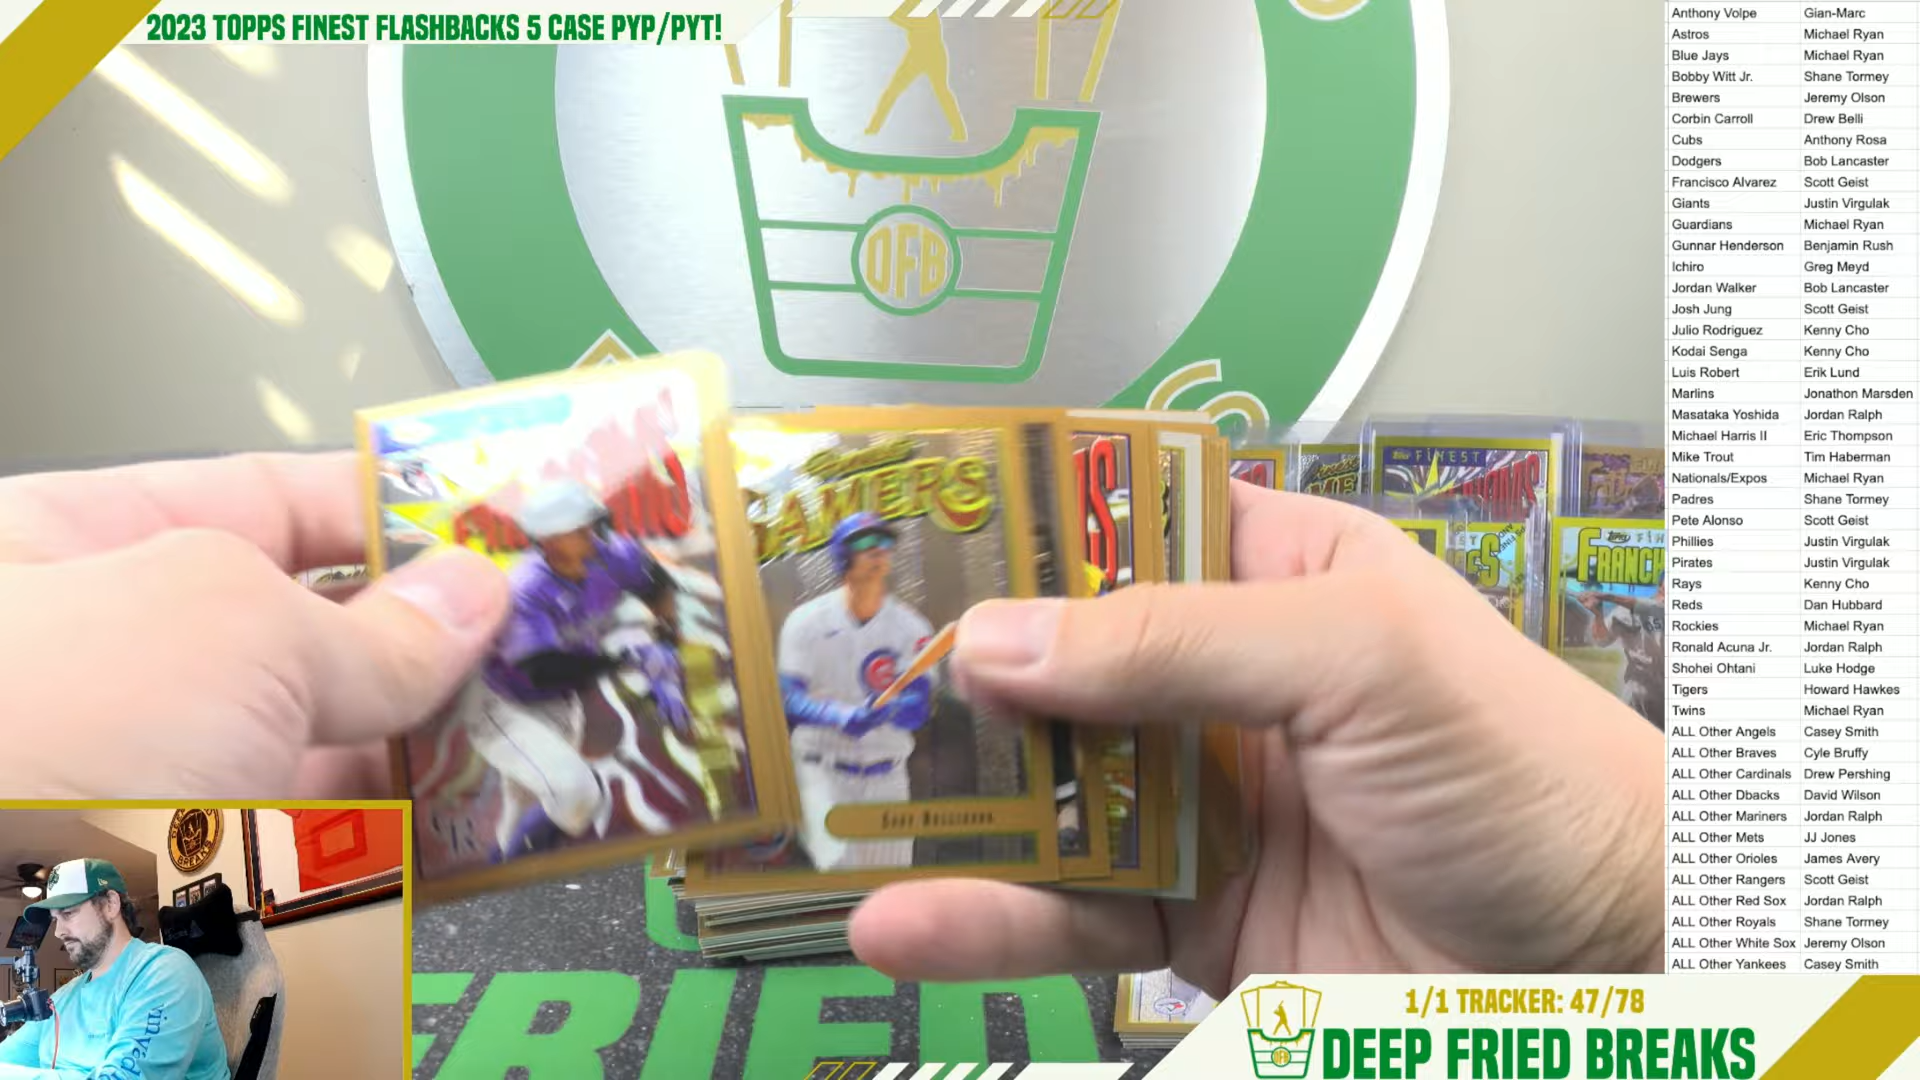 2023 TOPPS FINEST FLASHBACKS 5 CASE PYP/PYT!
Anthony Volpe Gian-Marc
Astros Michael Ryan
Blue Jays Michael Ryan
Bobby Witt Jr. Shane Tormey
Brewers Jeremy Olson
Corbin Carroll Drew Belli
Cubs Anthony Rosa
Dodgers Bob Lancaster
Francisco Alvarez Scott Geist
Giants Justin Virgulak
Guardians Michael Ryan
Gunnar Henderson Benjamin Rush
Ichiro Greg Meyd
Jordan Walker Bob Lancaster
Josh Jung Scott Geist
Julio Rodriguez Kenny Cho
Kodai Senga Kenny Cho
Luis Robert Erik Lund
Marlins Jonathon Marsden
Masataka Yoshida Jordan Ralph
Michael Harris II Eric Thompson
Mike Trout Tim Haberman
Nationals/Expos Michael Ryan
Padres Shane Tormey
Pete Alonso Scott Geist
Phillies Justin Virgulak
Pirates Justin Virgulak
Rays Kenny Cho
Reds Dan Hubbard
Rockies Michael Ryan
Ronald Acuna Jr. Jordan Ralph
Shohei Ohtani Luke Hodge
Tigers Howard Hawkes
Twins Michael Ryan
ALL Other Angels Casey Smith
ALL Other Braves Cyle Bruffy
ALL Other Cardinals Drew Pershing
ALL Other Dbacks David Wilson
ALL Other Mariners Jordan Ralph
ALL Other Mets JJ Jones
ALL Other Orioles James Avery
ALL Other Rangers Scott Geist
ALL Other Red Sox Jordan Ralph
ALL Other Royals Shane Tormey
ALL Other White Sox Jeremy Olson
ALL Other Yankees Casey Smith
DFB
GAMERS
FINEST
FRANCH
FRIED
1/1 TRACKER: 47/78
DEEP FRIED BREAKS